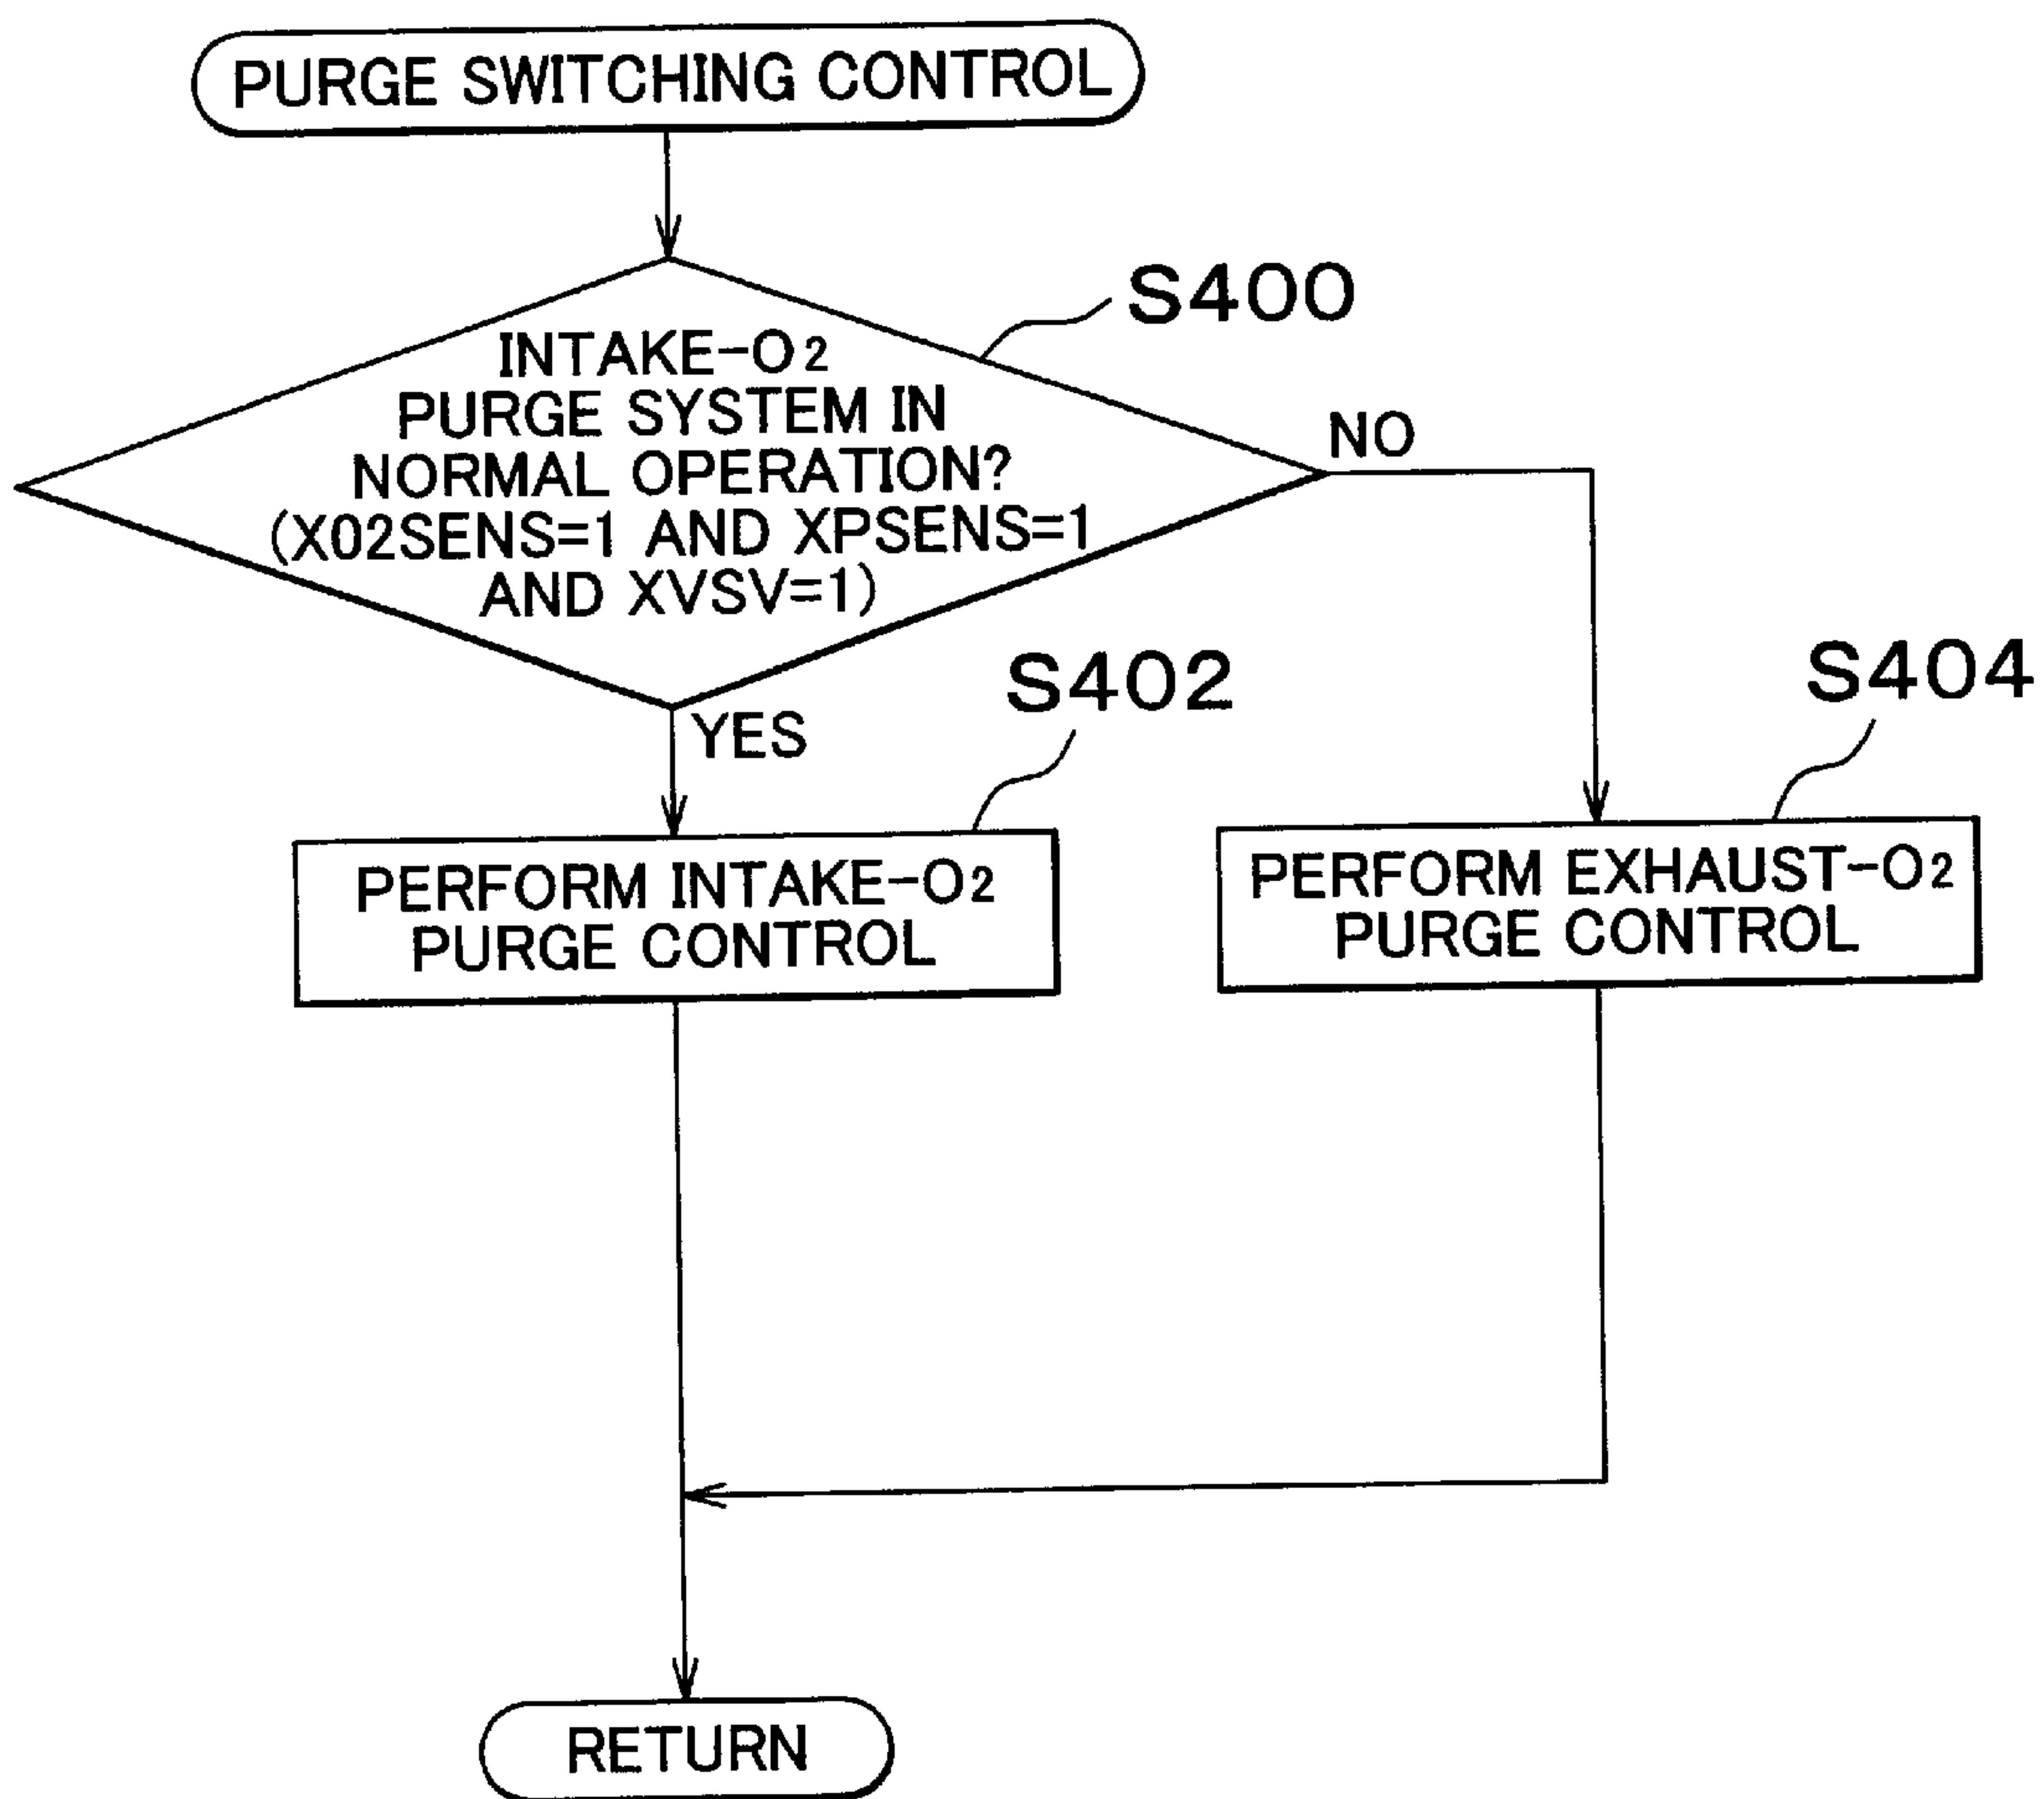 PURGE SWITCHING CONTROL
S400
INTAKE-O2
PURGE SYSTEM IN
NORMAL OPERATION?
(X02SENS=1 AND XPSENS=1
AND XVSV=1)
NO
YES
S402
S404
PERFORM INTAKE-O2
PURGE CONTROL
PERFORM EXHAUST-O2
PURGE CONTROL
RETURN